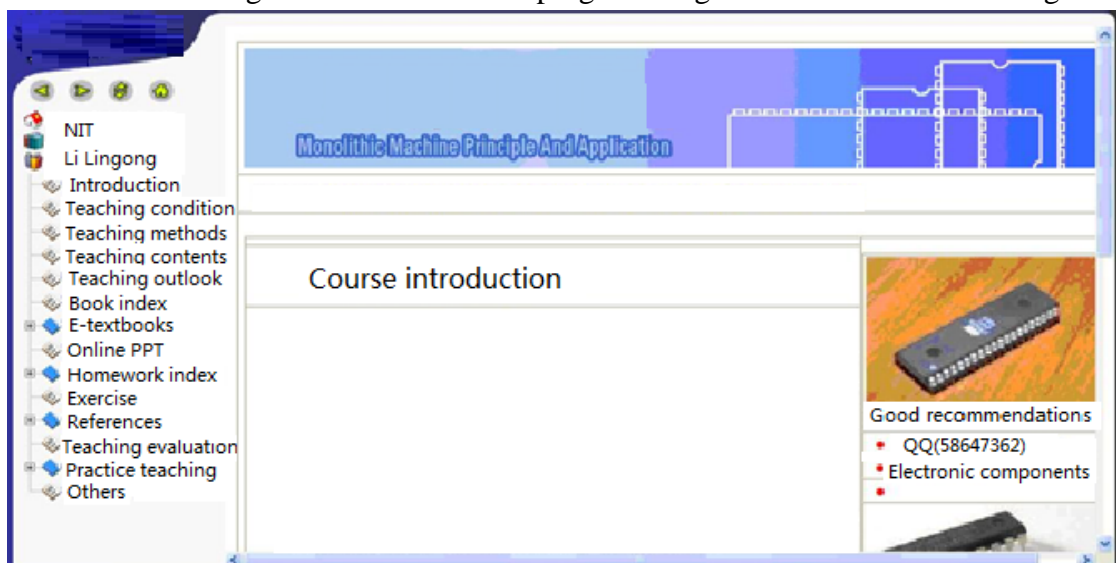 Monolithic Machine Principle And Application
NIT
Li Lingong
Introduction
Teaching condition
Teaching methods
Teaching contents
Teaching outlook
Book index
E-textbooks
Online PPT
Homework index
Exercise
References
Teaching evaluation
Practice teaching
Others
Course introduction
Good recommendations
QQ(58647362)
Electronic components